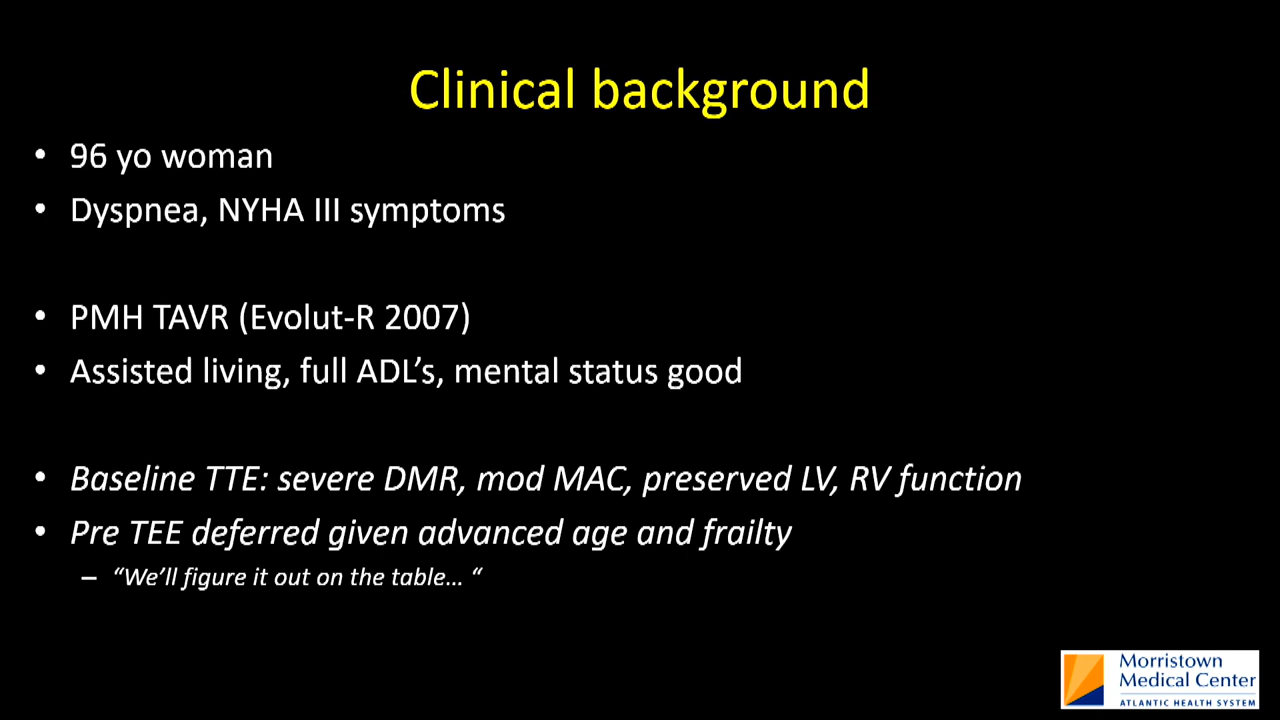 Clinical background
• 96 yo woman
• Dyspnea, NYHA III symptoms
• PMH TAVR (Evolut-R 2007)
• Assisted living, full ADL’s, mental status good
• Baseline TTE: severe DMR, mod MAC, preserved LV, RV function
• Pre TEE deferred given advanced age and frailty
– “We’ll figure it out on the table… “
Morristown
Medical Center
ATLANTIC HEALTH SYSTEM